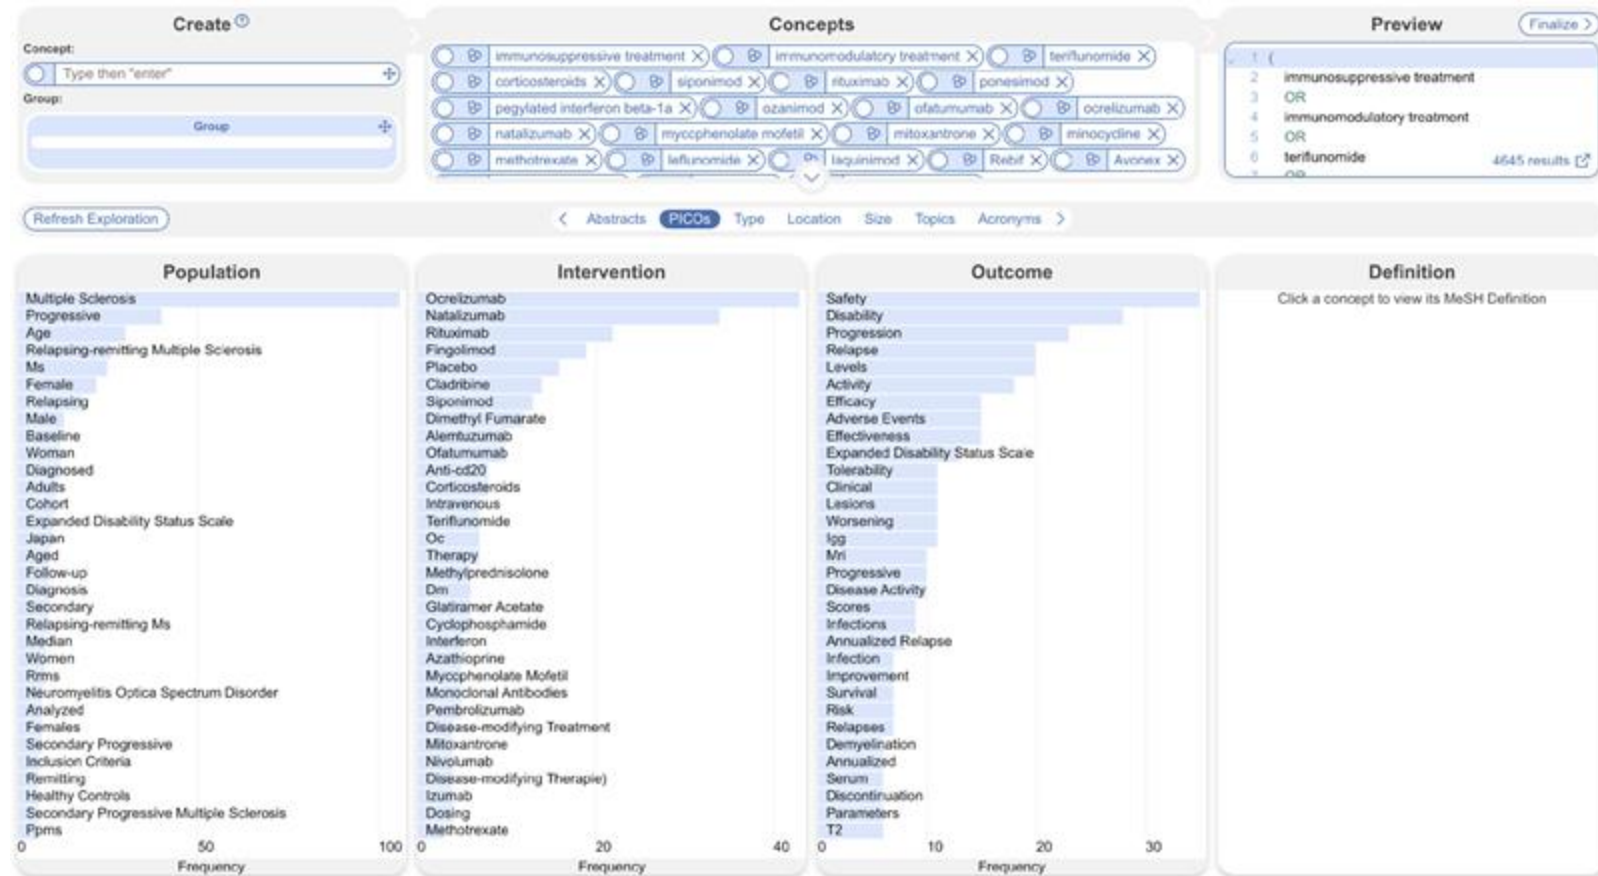 Create ?
Concept:
Type then "enter"
Group:
Group
Concepts
immunosuppressive treatment immunomodulatory treatment teriflunomide
corticosteroids siponimod rituximab ponesimod
pegylated interferon beta-1a ozanimod ofatumumab ocrelizumab
natalizumab myccphenolate mofetil mitoxantrone minocycline
methotrexate leflunomide laquinimod Rebif Avonex
Preview Finalize
1 (
2 immunosuppressive treatment
3 OR
4 immunomodulatory treatment
5 OR
6 teriflunomide 4645 results
OR
Refresh Exploration
Abstracts PICOs Type Location Size Topics Acronyms
Population
Multiple Sclerosis
Progressive
Age
Relapsing-remitting Multiple Sclerosis
Ms
Female
Relapsing
Male
Baseline
Woman
Diagnosed
Adults
Cohort
Expanded Disability Status Scale
Japan
Aged
Follow-up
Diagnosis
Secondary
Relapsing-remitting Ms
Median
Women
Rrms
Neuromyelitis Optica Spectrum Disorder
Analyzed
Females
Secondary Progressive
Inclusion Criteria
Remitting
Healthy Controls
Secondary Progressive Multiple Sclerosis
Ppms
0 50 100
Frequency
Intervention
Ocrelizumab
Natalizumab
Rituximab
Fingolimod
Placebo
Cladribine
Siponimod
Dimethyl Fumarate
Alemtuzumab
Ofatumumab
Anti-cd20
Corticosteroids
Intravenous
Teriflunomide
Oc
Therapy
Methylprednisolone
Dm
Glatiramer Acetate
Cyclophosphamide
Interferon
Azathioprine
Myccphenolate Mofetil
Monoclonal Antibodies
Pembrolizumab
Disease-modifying Treatment
Mitoxantrone
Nivolumab
Disease-modifying Therapie)
Izumab
Dosing
Methotrexate
0 20 40
Frequency
Outcome
Safety
Disability
Progression
Relapse
Levels
Activity
Efficacy
Adverse Events
Effectiveness
Expanded Disability Status Scale
Tolerability
Clinical
Lesions
Worsening
Igg
Mri
Progressive
Disease Activity
Scores
Infections
Annualized Relapse
Infection
Improvement
Survival
Risk
Relapses
Demyelination
Annualized
Serum
Discontinuation
Parameters
T2
0 10 20 30
Frequency
Definition
Click a concept to view its MeSH Definition